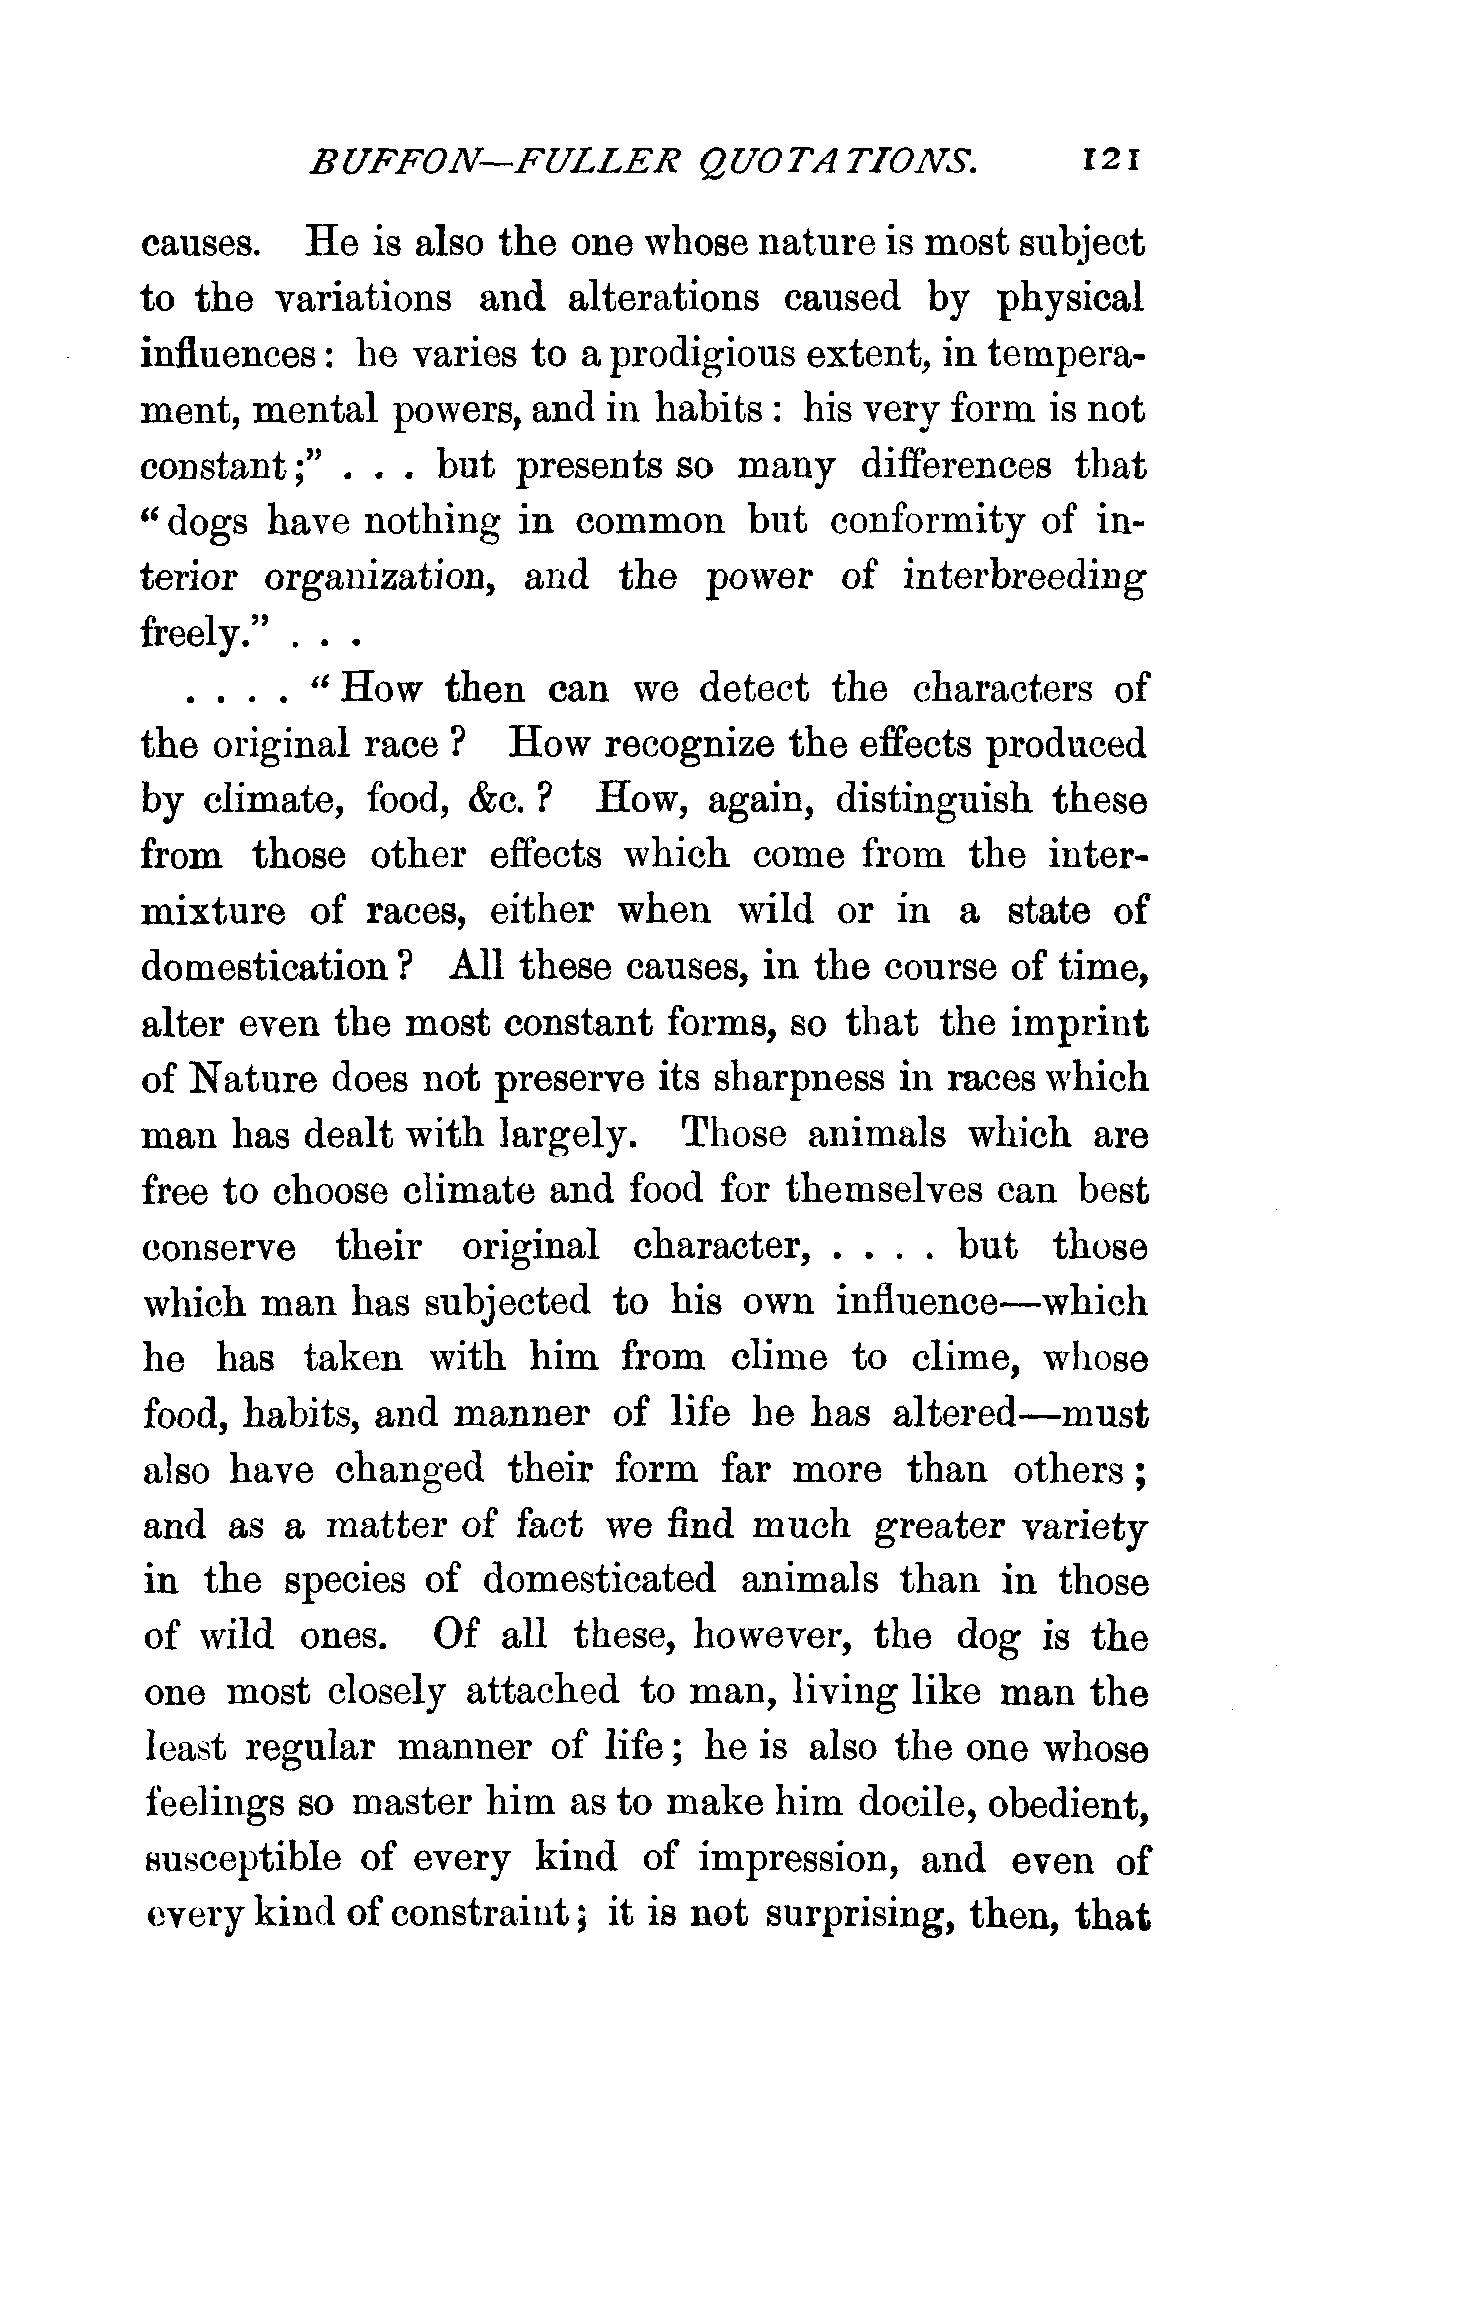 BUFFON—FULLER QUOTATIONS. 121
causes. He is also the one whose nature is most subject
to the variations and alterations caused by physical
influences: he varies to a prodigious extent, in tempera-
ment, mental powers, and in habits: his very form is not
constant;” . . . but presents so many differences that
“dogs have nothing in common but conformity of in-
terior organization, and the power of interbreeding
freely.” . . .
. . . . “How then can we detect the characters of
the original race? How recognize the effects produced
by climate, food, &c.? How, again, distinguish these
from those other effects which come from the inter-
mixture of races, either when wild or in a state of
domestication? All these causes, in the course of time,
alter even the most constant forms, so that the imprint
of Nature does not preserve its sharpness in races which
man has dealt with largely. Those animals which are
free to choose climate and food for themselves can best
conserve their original character, . . . . but those
which man has subjected to his own influence—which
he has taken with him from clime to clime, whose
food, habits, and manner of life he has altered—must
also have changed their form far more than others;
and as a matter of fact we find much greater variety
in the species of domesticated animals than in those
of wild ones. Of all these, however, the dog is the
one most closely attached to man, living like man the
least regular manner of life; he is also the one whose
feelings so master him as to make him docile, obedient,
susceptible of every kind of impression, and even of
every kind of constraint; it is not surprising, then, that